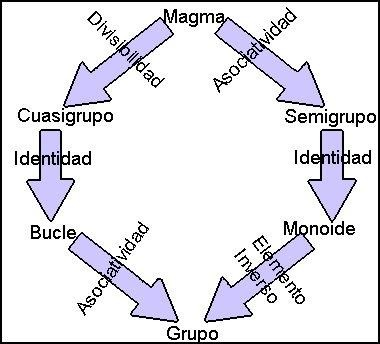 Magma
Divisibilidad
Asociatividad
Cuasigrupo
Semigrupo
Identidad
Identidad
Bucle
Monoide
Asociatividad
Elemento
Inverso
Grupo